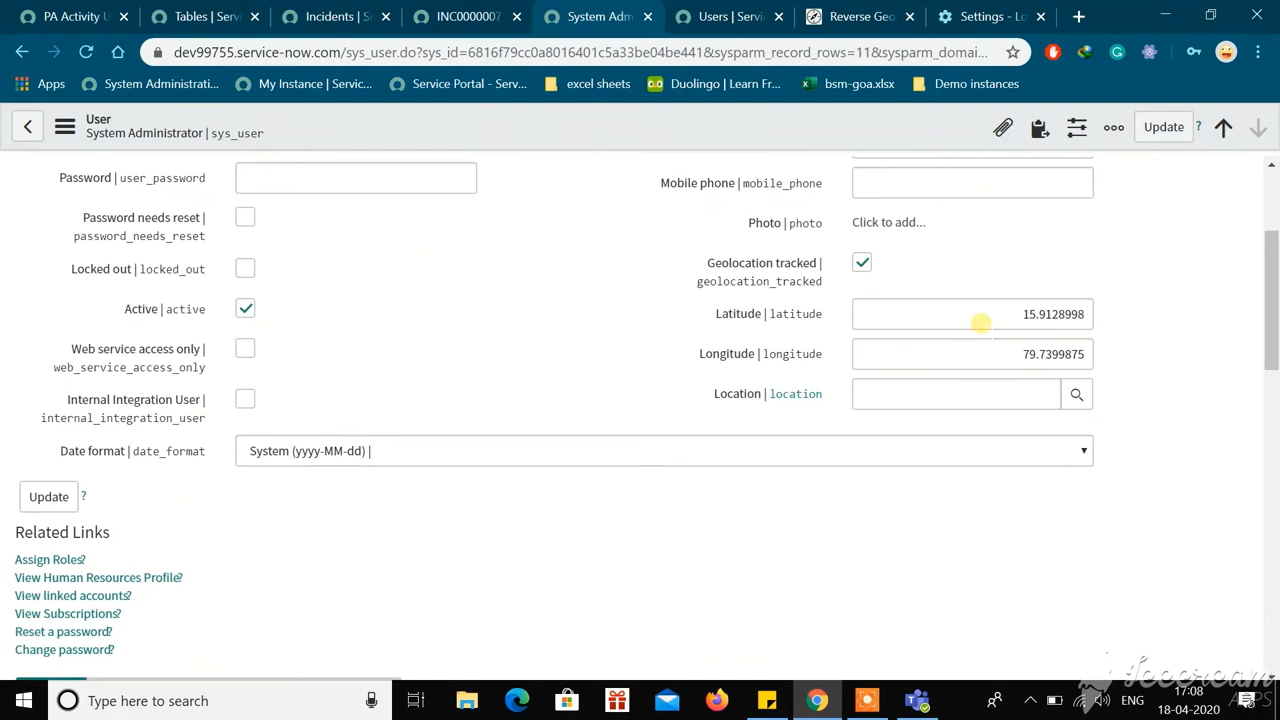 PA Activity U
Tables | Serv
Incidents | Se
INC0000007
System Adm
Users | Servi
Reverse Geo
Settings - Lo
dev99755.service-now.com/sys_user.do?sys_id=6816f79cc0a8016401c5a33be04be441&sysparm_record_rows=11&sysparm_domai...
Apps
System Administrati...
My Instance | Servic...
Service Portal - Serv...
excel sheets
Duolingo | Learn Fr...
bsm-goa.xlsx
Demo instances
User
System Administrator | sys_user
Update
?
Password | user_password
Mobile phone | mobile_phone
Password needs reset |
password_needs_reset
Photo | photo
Click to add...
Locked out | locked_out
Geolocation tracked |
geolocation_tracked
Active | active
Latitude | latitude
15.9128998
Web service access only |
web_service_access_only
Longitude | longitude
79.7399875
Internal Integration User |
internal_integration_user
Location | location
Date format | date_format
System (yyyy-MM-dd) |
Update
?
Related Links
Assign Roles?
View Human Resources Profile?
View linked accounts?
View Subscriptions?
Reset a password?
Change password?
APPS
Type here to search
ENG
17:08
18-04-2020